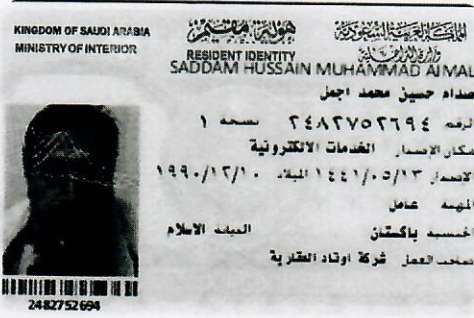 KINGDOM OF SAUDI ARABIA
MINISTRY OF INTERIOR
المملكة العربية السعودية
وزارة الداخلية
هوية مقيم
RESIDENT IDENTITY
SADDAM HUSSAIN MUHAMMAD AJMAL
صدام حسين محمد اجمل
الرقم ٢٤٨٢٧٥٢٦٩٤ نسخة ١
مكان الإصدار الخدمات الالكترونية
الإصدار ١٤٤١/٠٥/١٣ الميلاد ١٩٩٠/١٢/١٠
المهنة عامل
الجنسية باكستان الديانة الاسلام
صاحب العمل شركة اوتاد العقارية
2482752694